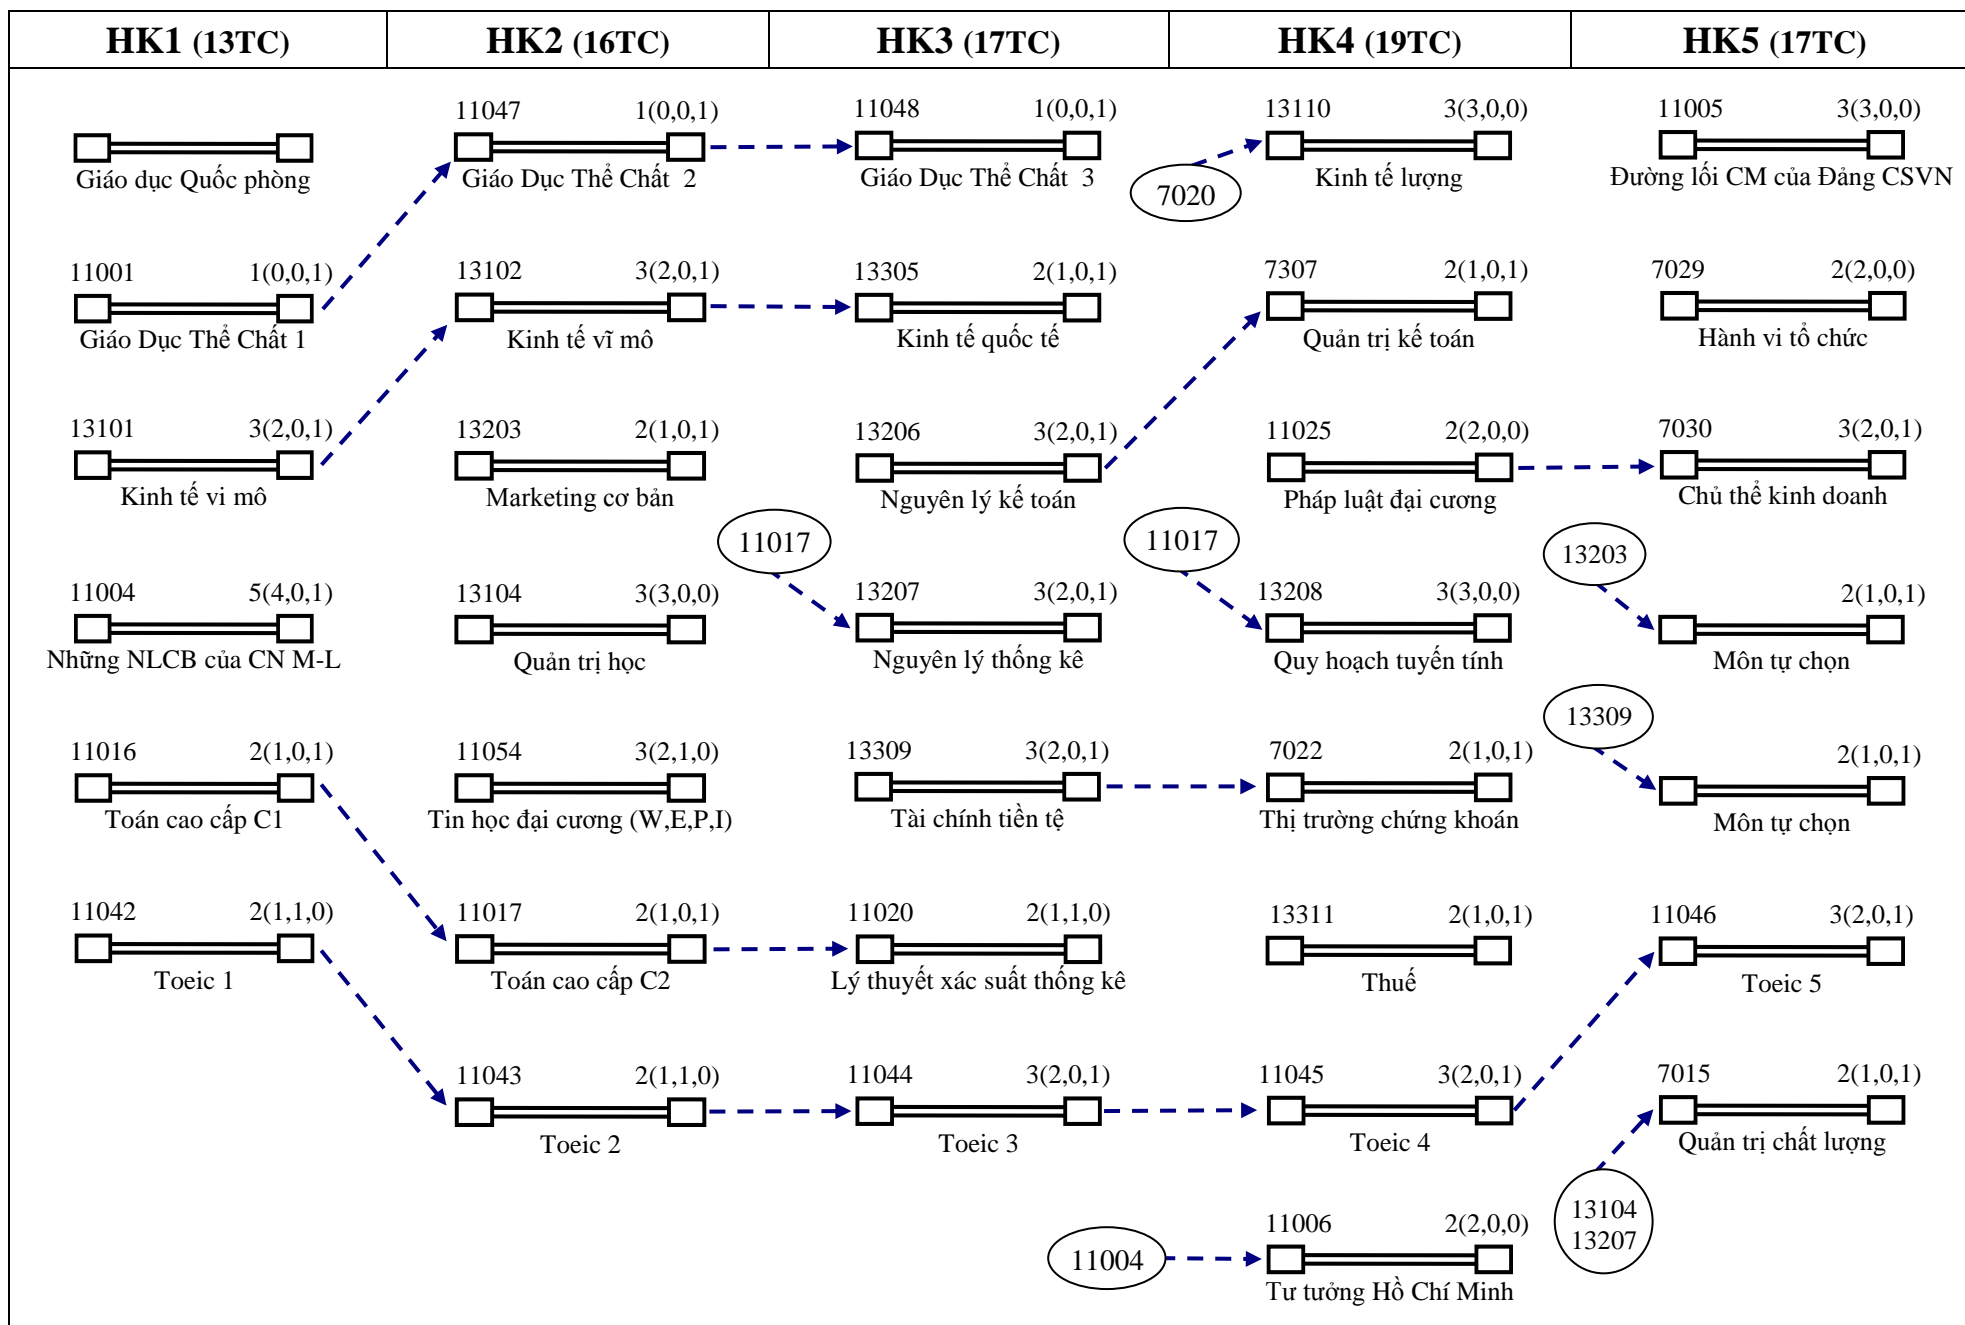 HK1 (13TC) HK2 (16TC) HK3 (17TC) HK4 (19TC) HK5 (17TC)
11047 1(0,0,1) 11048 1(0,0,1) 13110 3(3,0,0) 11005 3(3,0,0)
Giáo dục Quốc phòng Giáo Dục Thể Chất 2 Giáo Dục Thể Chất 3 Kinh tế lượng Đường lối CM của Đảng CSVN
7020
11001 1(0,0,1) 13102 3(2,0,1) 13305 2(1,0,1) 7307 2(1,0,1) 7029 2(2,0,0)
Giáo Dục Thể Chất 1 Kinh tế vĩ mô Kinh tế quốc tế Quản trị kế toán Hành vi tổ chức
13101 3(2,0,1) 13203 2(1,0,1) 13206 3(2,0,1) 11025 2(2,0,0) 7030 3(2,0,1)
Kinh tế vi mô Marketing cơ bản Nguyên lý kế toán Pháp luật đại cương Chủ thể kinh doanh
11017 11017 13203
11004 5(4,0,1) 13104 3(3,0,0) 13207 3(2,0,1) 13208 3(3,0,0) 2(1,0,1)
Những NLCB của CN M-L Quản trị học Nguyên lý thống kê Quy hoạch tuyến tính Môn tự chọn
13309
11016 2(1,0,1) 11054 3(2,1,0) 13309 3(2,0,1) 7022 2(1,0,1) 2(1,0,1)
Toán cao cấp C1 Tin học đại cương (W,E,P,I) Tài chính tiền tệ Thị trường chứng khoán Môn tự chọn
11042 2(1,1,0) 11017 2(1,0,1) 11020 2(1,1,0) 13311 2(1,0,1) 11046 3(2,0,1)
Toeic 1 Toán cao cấp C2 Lý thuyết xác suất thống kê Thuế Toeic 5
11043 2(1,1,0) 11044 3(2,0,1) 11045 3(2,0,1) 7015 2(1,0,1)
Toeic 2 Toeic 3 Toeic 4 Quản trị chất lượng
11006 2(2,0,0) 13104
13207
11004
Tư tưởng Hồ Chí Minh